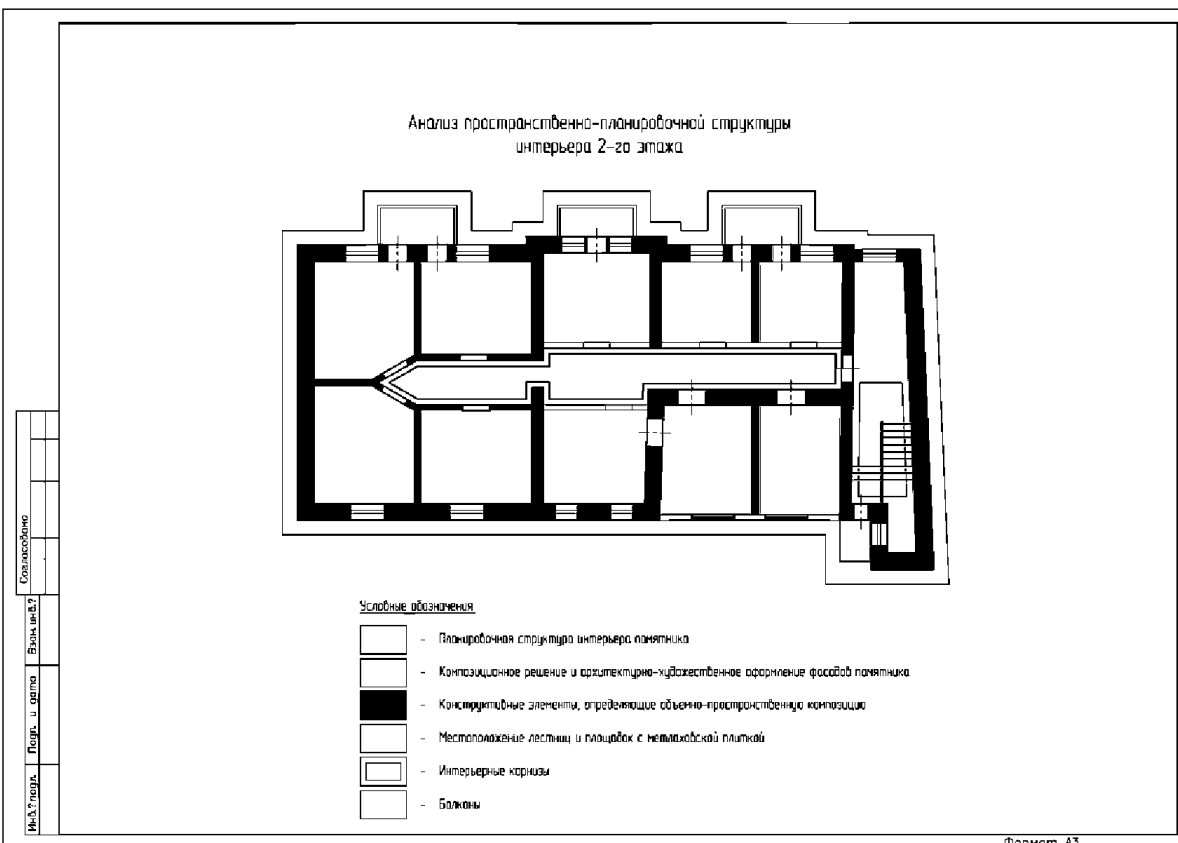 Анализ пространственно-планировочной структуры
интерьера 2-го этажа
Условные обозначения
- Планировочная структура интерьера памятника
- Композиционное решение и архитектурно-художественное оформление фасадов памятника
- Конструктивные элементы, определяющие объемно-пространственную композицию
- Местоположение лестниц и площадок с метлахской плиткой
- Интерьерные карнизы
- Балконы
Согласовано
Взам. инв.?
Подп. и дата
Инв.? подл.
Формат А3